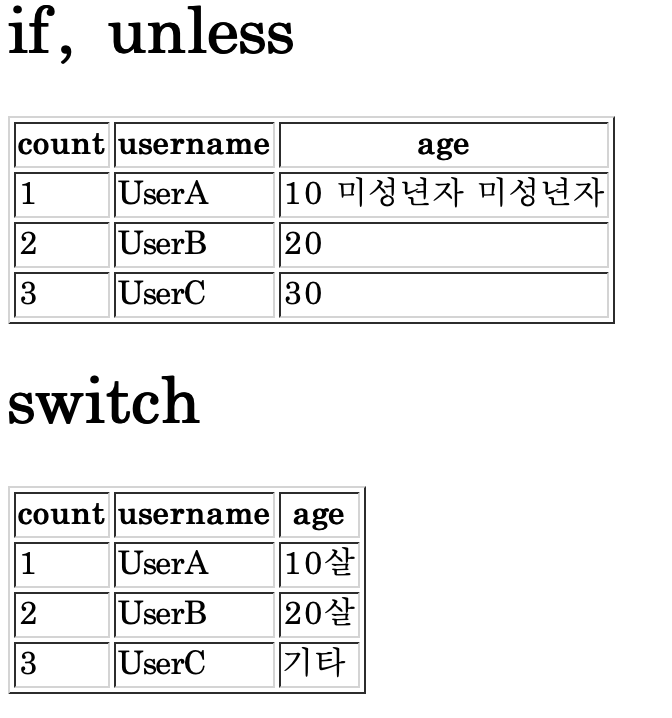 if, unless
count username age
1 UserA 10 미성년자 미성년자
2 UserB 20
3 UserC 30
switch
count username age
1 UserA 10살
2 UserB 20살
3 UserC 기타